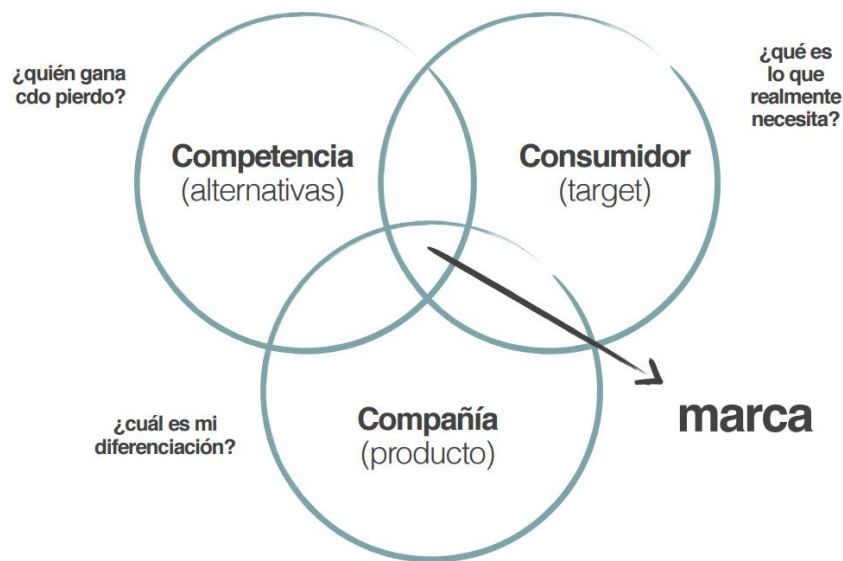 ¿quién gana
cdo pierdo?
¿qué es
lo que
realmente
necesita?
Competencia
(alternativas)
Consumidor
(target)
¿cuál es mi
diferenciación?
Compañía
(producto)
marca